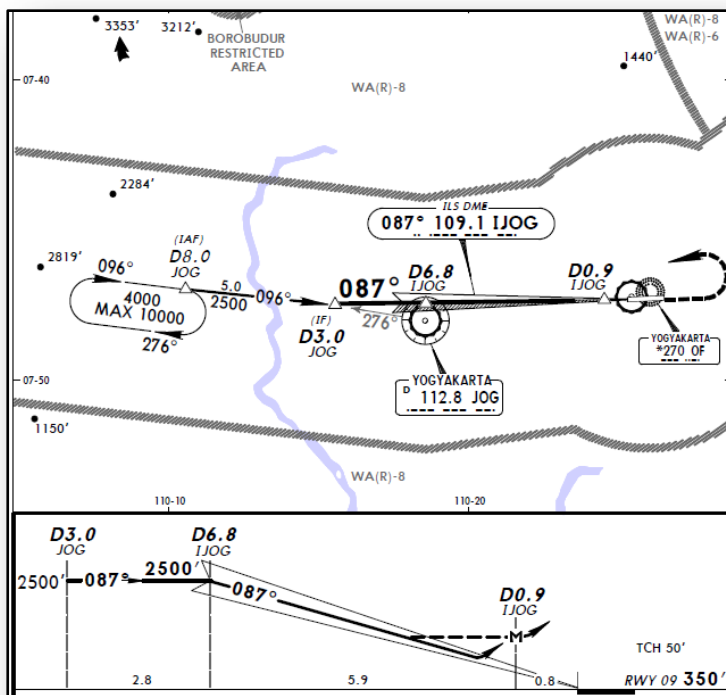 3353'
3212'
BOROBUDUR
RESTRICTED
AREA
WA(R)-8
WA(R)-6
1440'
07-40
WA(R)-8
2284'
ILS DME
087° 109.1 IJOG
2819'
(IAF)
D8.0
JOG
096°
4000
MAX 10000
276°
5.0
2500
096°
087°
D6.8
IJOG
D0.9
IJOG
(IF)
D3.0
JOG
276°
YOGYAKARTA
*270 OF
YOGYAKARTA
D 112.8 JOG
07-50
1150'
WA(R)-8
110-10
110-20
D3.0
JOG
D6.8
IJOG
2500'
087°
2500'
087°
D0.9
IJOG
M
TCH 50'
2.8
5.9
0.8
RWY 09 350'